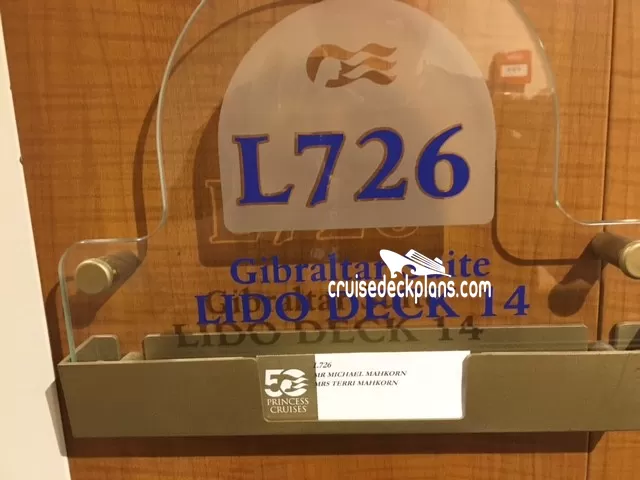 L726
Gibraltar Suite
cruisedeckplans.com
LIDO DECK 14
L726
MR MICHAEL MAHKORN
MRS TERRI MAHKORN
50
PRINCESS
CRUISES